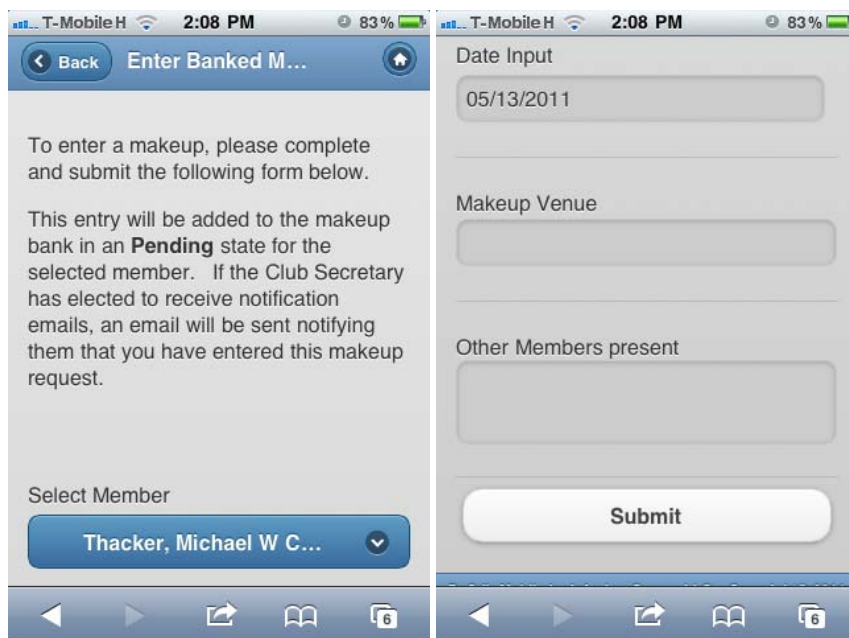 T-Mobile H 2:08 PM 83%
Back Enter Banked M...
To enter a makeup, please complete
and submit the following form below.
This entry will be added to the makeup
bank in an Pending state for the
selected member. If the Club Secretary
has elected to receive notification
emails, an email will be sent notifying
them that you have entered this makeup
request.
Select Member
Thacker, Michael W C...
6
T-Mobile H 2:08 PM 83%
Date Input
05/13/2011
Makeup Venue
Other Members present
Submit
6